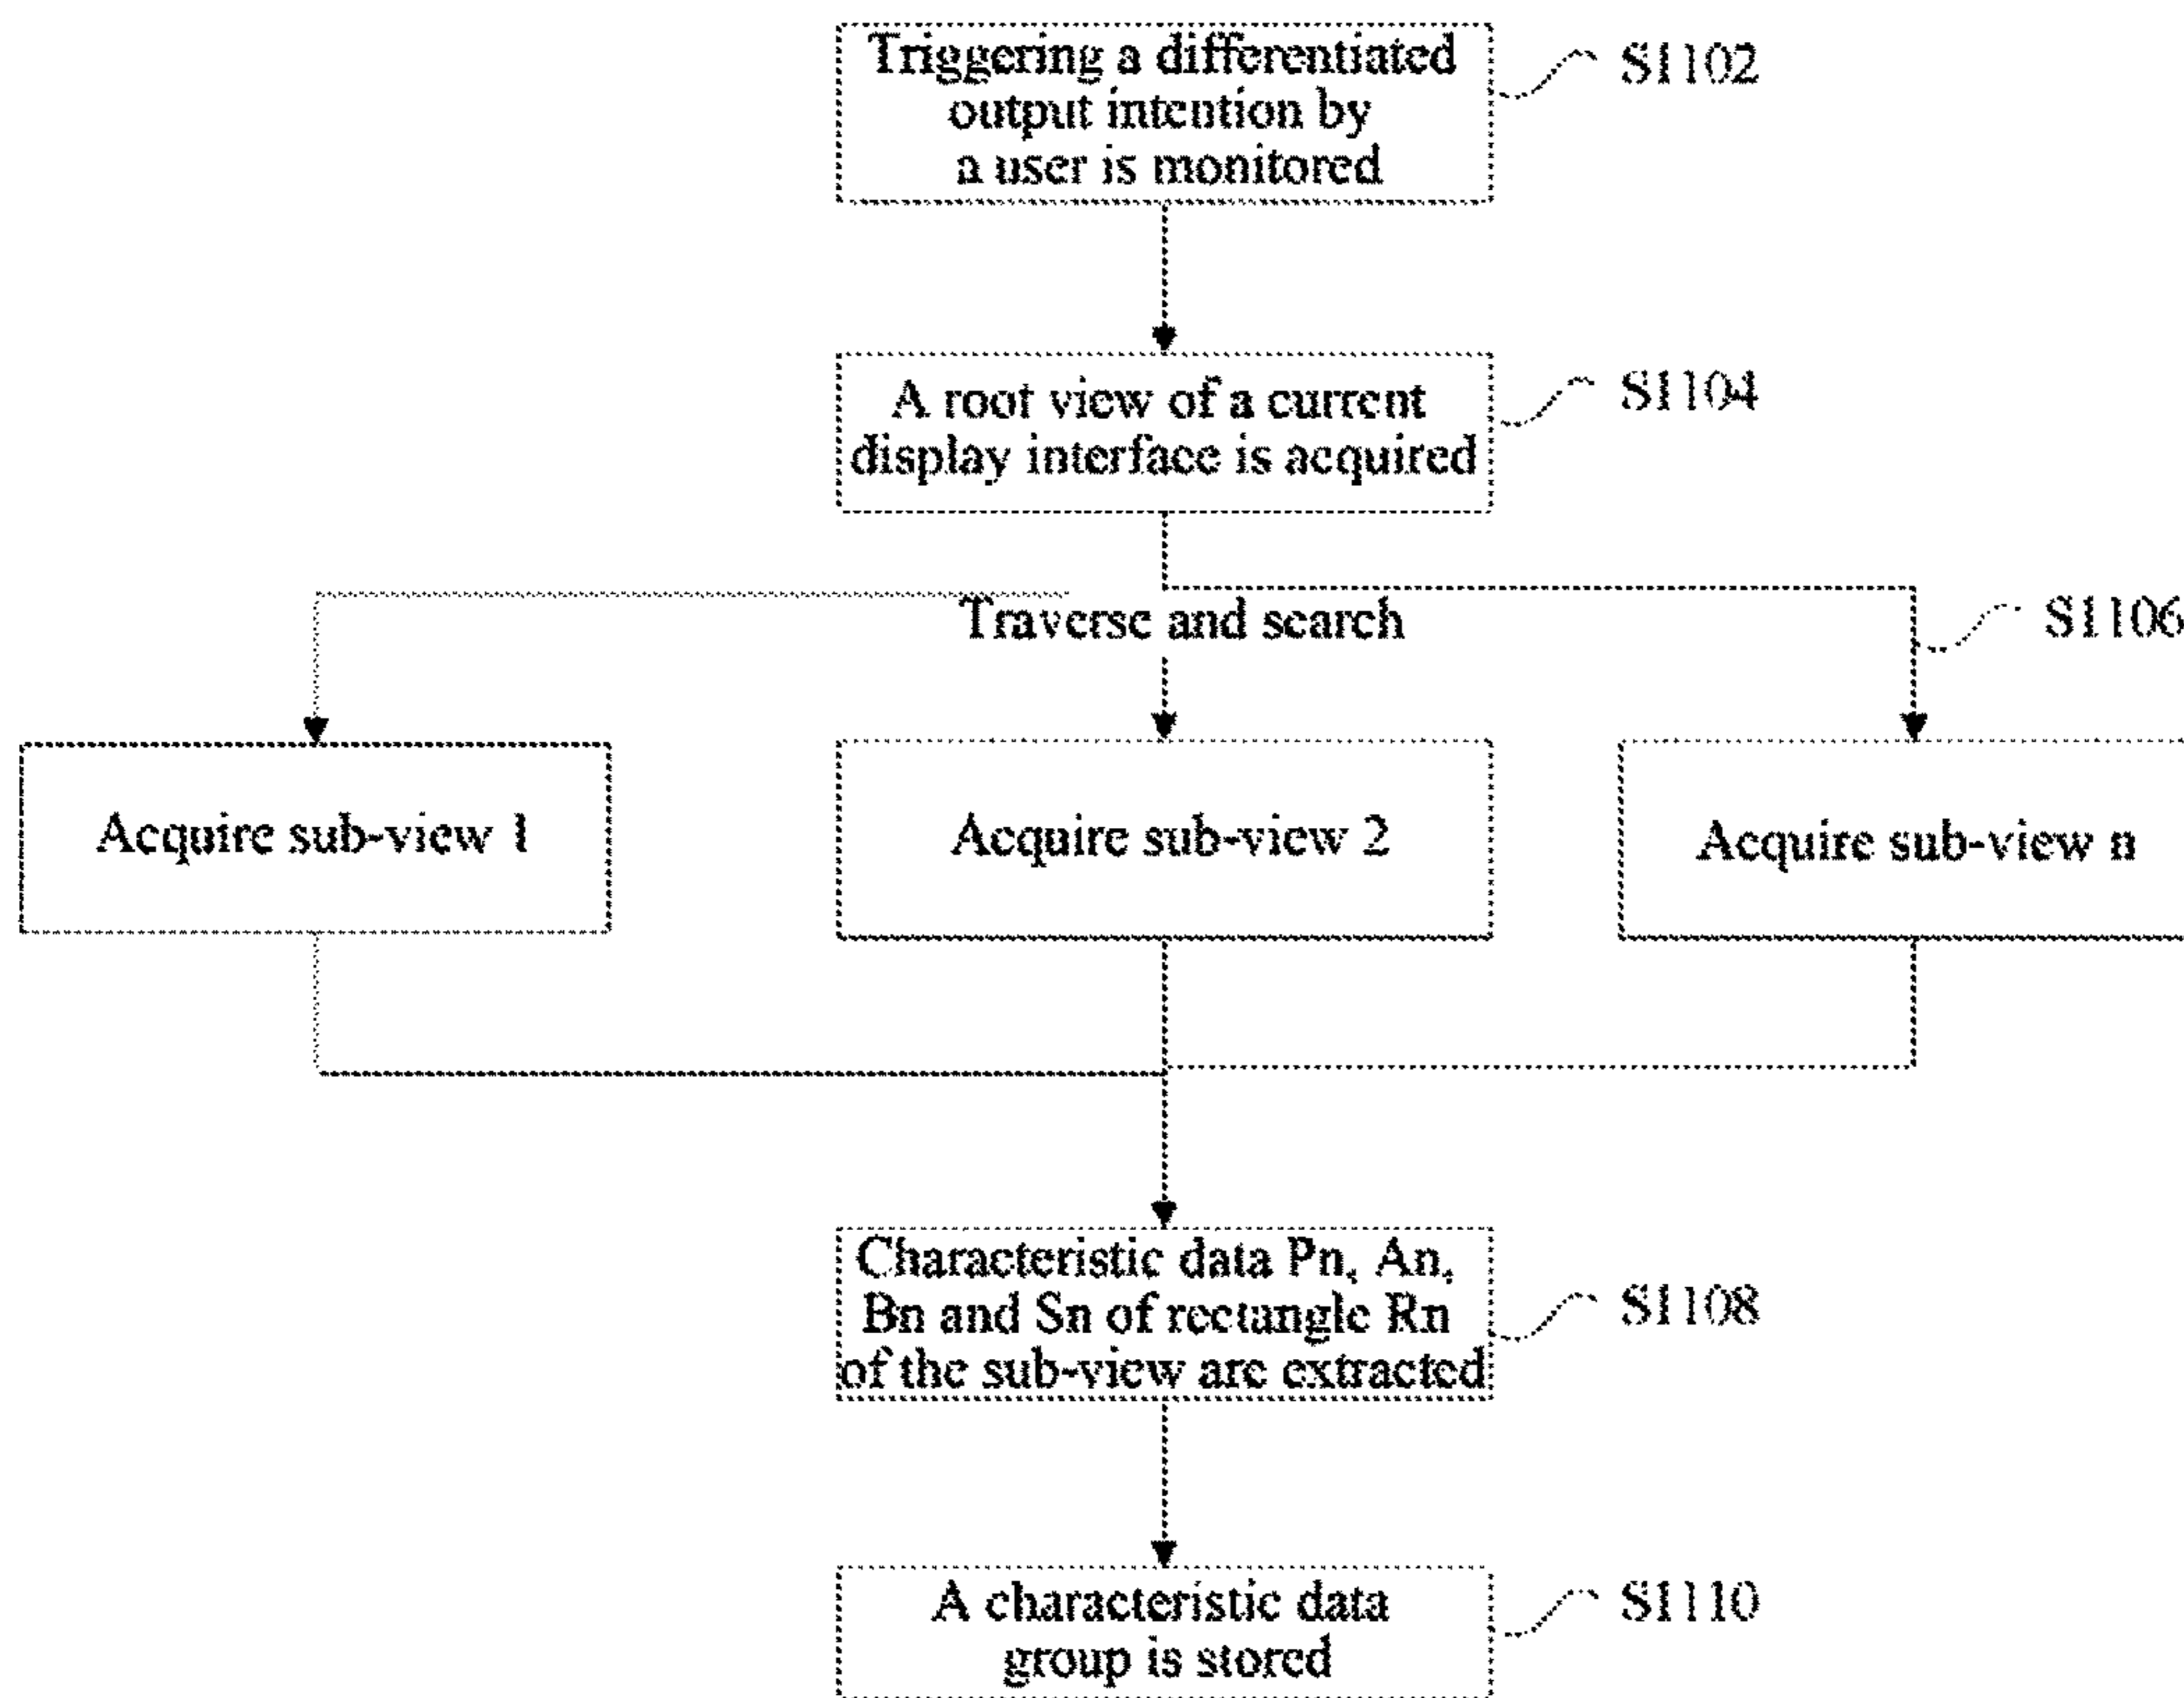 Triggering a differentiated
output intention by
a user is monitored
S1102
A root view of a current
display interface is acquired
S1104
Traverse and search
S1106
Acquire sub-view 1
Acquire sub-view 2
Acquire sub-view n
Characteristic data Pn, An,
Bn and Sn of rectangle Rn
of the sub-view are extracted
S1108
A characteristic data
group is stored
S1110